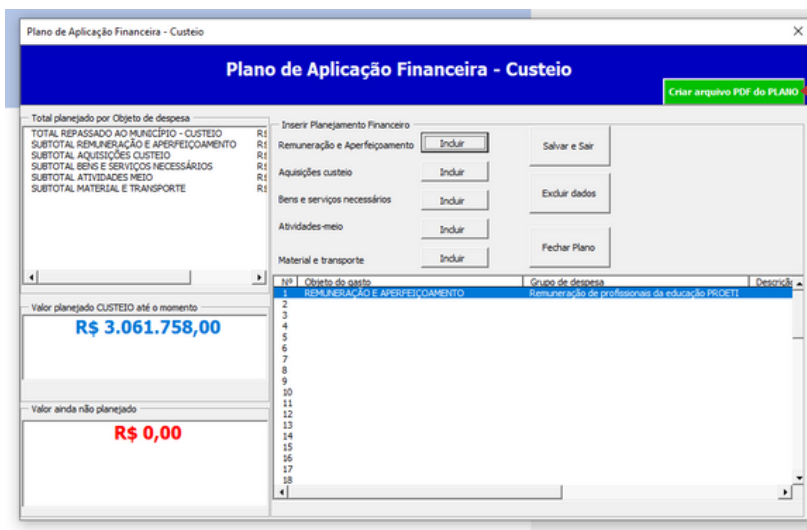 Plano de Aplicação Financeira - Custeio
Plano de Aplicação Financeira - Custeio
Criar arquivo PDF do PLANO
Total planejado por Objeto de despesa
TOTAL REPASSADO AO MUNICÍPIO - CUSTEIO R$
SUBTOTAL REMUNERAÇÃO E APERFEIÇOAMENTO R$
SUBTOTAL AQUISIÇÕES CUSTEIO R$
SUBTOTAL BENS E SERVIÇOS NECESSÁRIOS R$
SUBTOTAL ATIVIDADES MEIO R$
SUBTOTAL MATERIAL E TRANSPORTE R$
Valor planejado CUSTEIO até o momento
R$ 3.061.758,00
Valor ainda não planejado
R$ 0,00
Inserir Planejamento Financeiro
Remuneração e Aperfeiçoamento Incluir
Aquisições custeio Incluir
Bens e serviços necessários Incluir
Atividades-meio Incluir
Material e transporte Incluir
Salvar e Sair
Excluir dados
Fechar Plano
Nº Objeto do gasto Grupo de despesa Descrição
1 REMUNERAÇÃO E APERFEIÇOAMENTO Remuneração de profissionais da educação PROETI
2
3
4
5
6
7
8
9
10
11
12
13
14
15
16
17
18